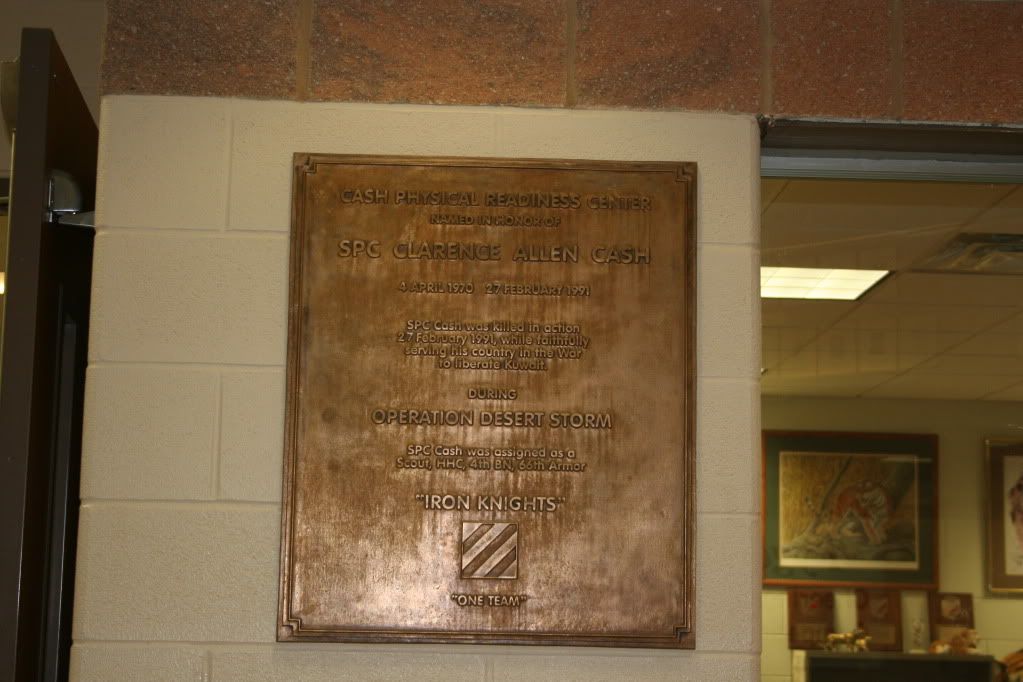 CASH PHYSICAL READINESS CENTER
NAMED IN HONOR OF
SPC CLARENCE ALLEN CASH
4 APRIL 1970 27 FEBRUARY 1991
SPC Cash was killed in action
27 February 1991, while faithfully
serving his country in the War
to liberate Kuwait.
DURING
OPERATION DESERT STORM
SPC Cash was assigned as a
Scout, HHC, 4th BN, 66th Armor
"IRON KNIGHTS"
"ONE TEAM"